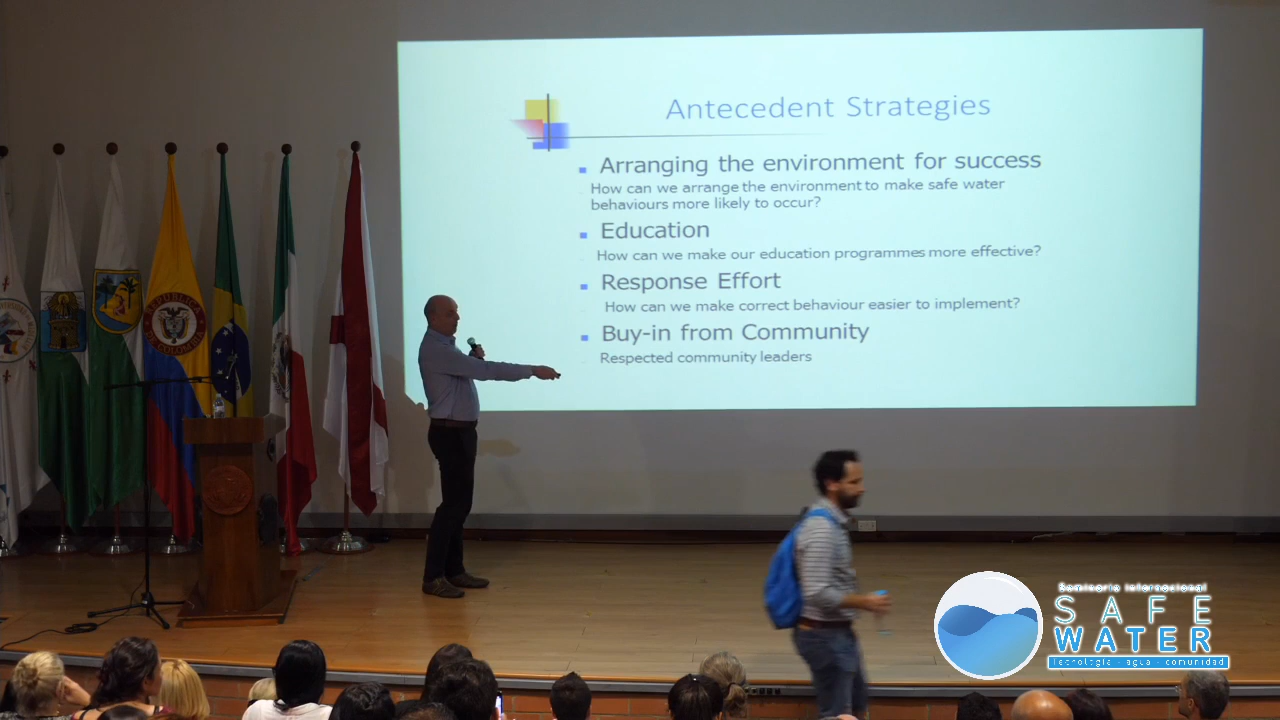 Antecedent Strategies
Arranging the environment for success
How can we arrange the environment to make safe water
behaviours more likely to occur?
Education
How can we make our education programmes more effective?
Response Effort
How can we make correct behaviour easier to implement?
Buy-in from Community
Respected community leaders
REPUBLICA
DE COLOMBIA
Seminario Internacional
SAFE
WATER
tecnología · agua · comunidad